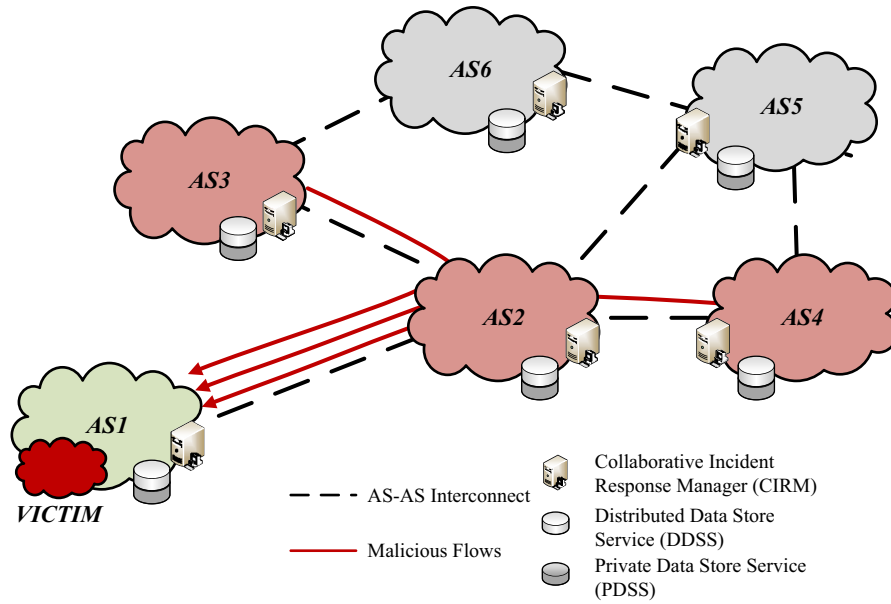 AS6
AS5
AS3
AS2
AS4
AS1
VICTIM
AS-AS Interconnect
Malicious Flows
Collaborative Incident
Response Manager (CIRM)
Distributed Data Store
Service (DDSS)
Private Data Store Service
(PDSS)